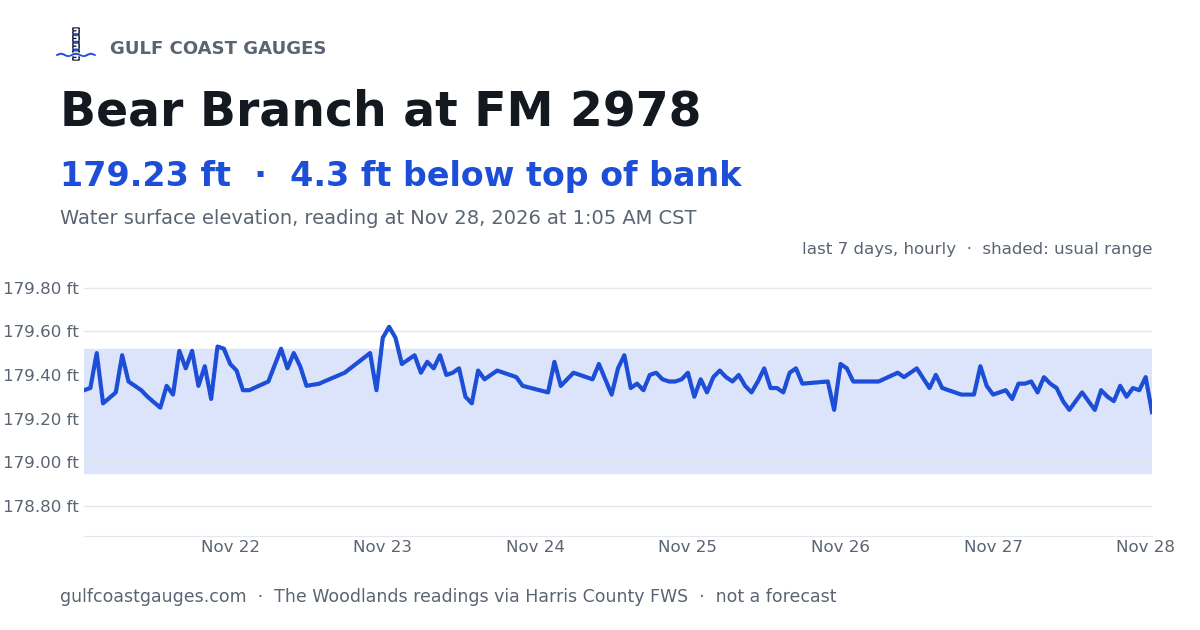 GULF COAST GAUGES
Bear Branch at FM 2978
179.23 ft · 4.3 ft below top of bank
Water surface elevation, reading at Nov 28, 2026 at 1:05 AM CST
last 7 days, hourly · shaded: usual range
179.80 ft
179.60 ft
179.40 ft
179.20 ft
179.00 ft
178.80 ft
Nov 22 Nov 23 Nov 24 Nov 25 Nov 26 Nov 27 Nov 28
gulfcoastgauges.com · The Woodlands readings via Harris County FWS · not a forecast